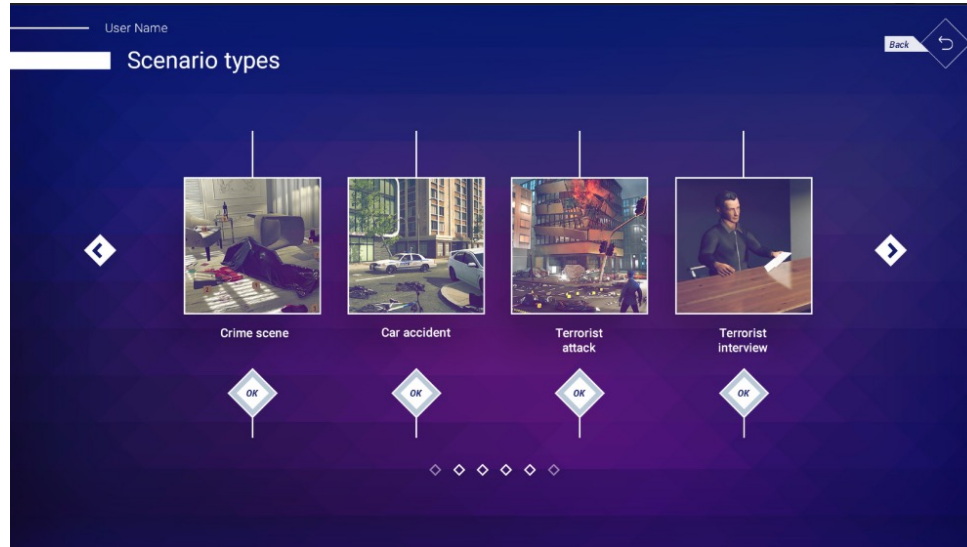 User Name
Back
Scenario types
Crime scene
Car accident
Terrorist
attack
Terrorist
interview
OK
OK
OK
OK